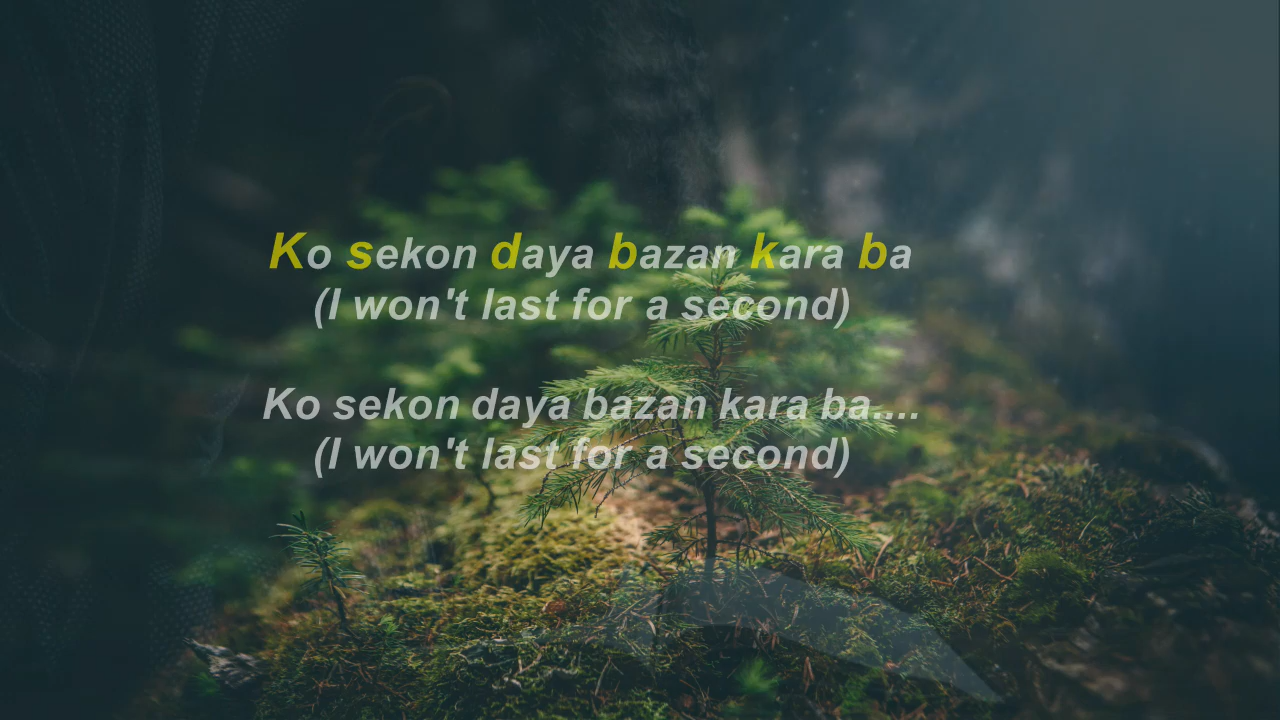 Ko sekon daya bazan kara ba
(I won't last for a second)
Ko sekon daya bazan kara ba....
(I won't last for a second)